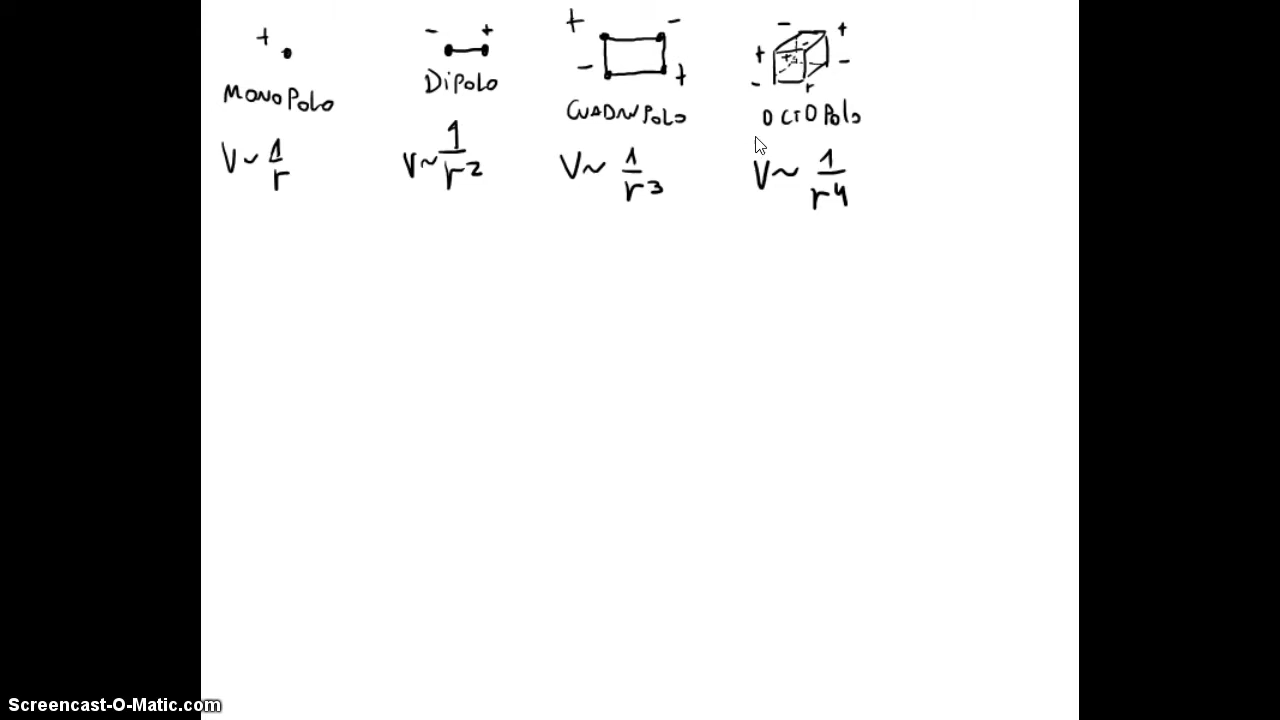 + - + + - - +
MONOPOLO DIPOLO - + + - + -
CUADRUPOLO - OCTOPOLO
V~ 1/r V~ 1/r² V~ 1/r³ V~ 1/r⁴
Screencast-O-Matic.com